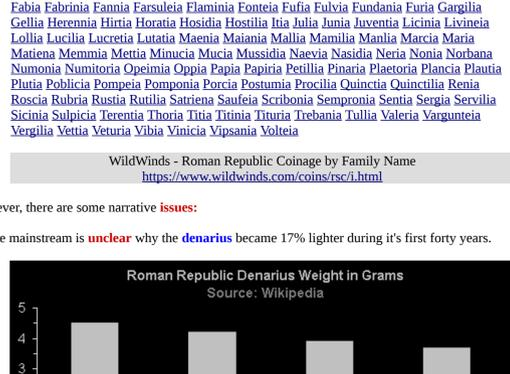 Fabia Fabrinia Fannia Farsuleia Flaminia Fonteia Fufia Fulvia Fundania Furia Gargilia
Gellia Herennia Hirtia Horatia Hosidia Hostilia Itia Julia Junia Juventia Licinia Livineia
Lollia Lucilia Lucretia Lutatia Maenia Maiania Mallia Mamilia Manlia Marcia Maria
Matiena Memmia Mettia Minucia Mucia Mussidia Naevia Nasidia Neria Nonia Norbana
Numonia Numitoria Opeimia Oppia Papia Papiria Petillia Pinaria Plaetoria Plancia Plautia
Plutia Poblicia Pompeia Pomponia Porcia Postumia Procilia Quinctia Quinctilia Renia
Roscia Rubria Rustia Rutilia Satriena Saufeia Scribonia Sempronia Sentia Sergia Servilia
Sicinia Sulpicia Terentia Thoria Titia Titinia Tituria Trebania Tullia Valeria Vargunteia
Vergilia Vettia Veturia Vibia Vinicia Vipsania Volteia
WildWinds - Roman Republic Coinage by Family Name
https://www.wildwinds.com/coins/rsc/i.html
ever, there are some narrative issues:
e mainstream is unclear why the denarius became 17% lighter during it's first forty years.
Roman Republic Denarius Weight in Grams
Source: Wikipedia
5
4
3